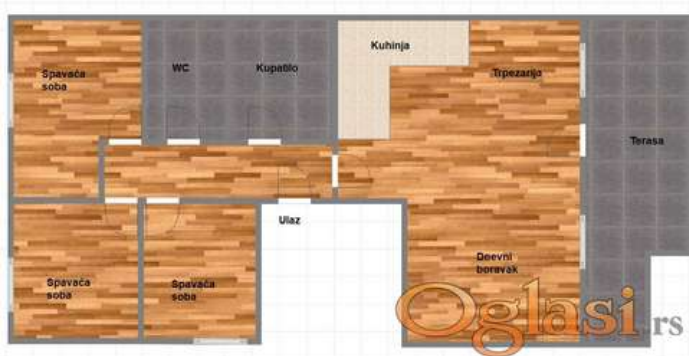 Kuhinja
Spavaća
soba
WC
Kupatilo
Trpezarija
Terasa
Ulaz
Dnevni
boravak
Spavaća
soba
Spavaća
soba
Oglasi.rs